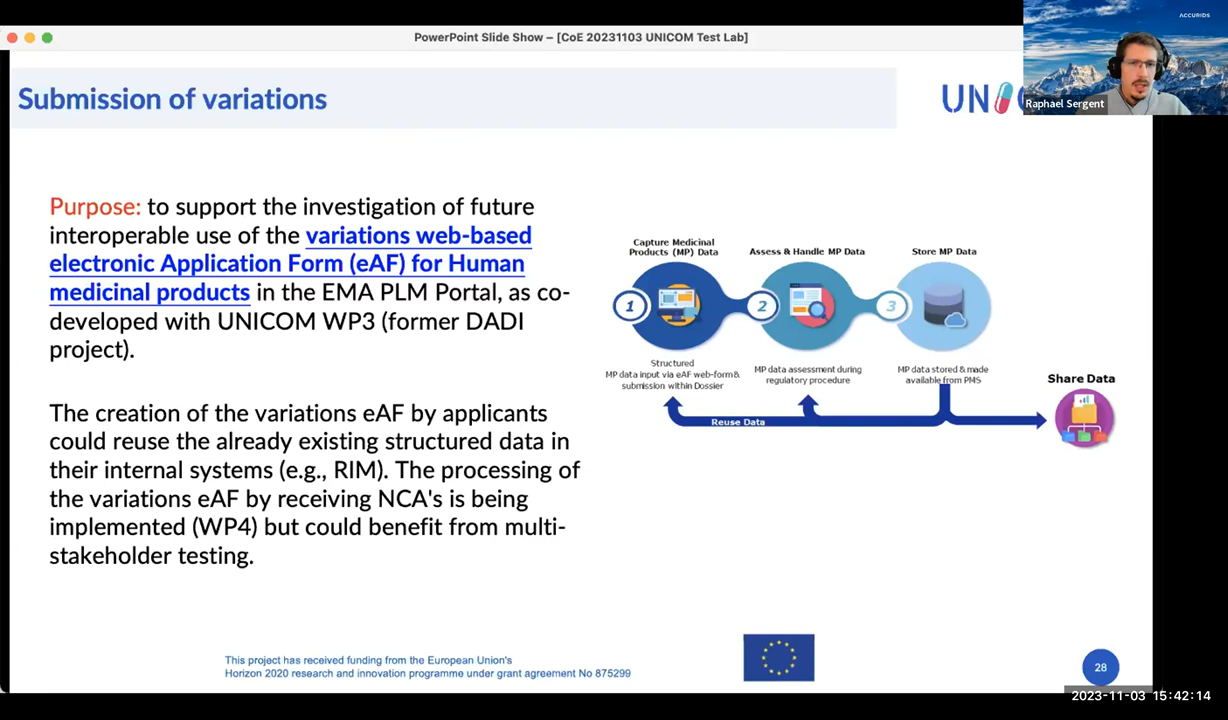 ACCURIDS
PowerPoint Slide Show – [CoE 20231103 UNICOM Test Lab]
Raphael Sergent
Submission of variations
UN
Purpose: to support the investigation of future
interoperable use of the variations web-based
electronic Application Form (eAF) for Human
medicinal products in the EMA PLM Portal, as co-
developed with UNICOM WP3 (former DADI
project).
The creation of the variations eAF by applicants
could reuse the already existing structured data in
their internal systems (e.g., RIM). The processing of
the variations eAF by receiving NCA's is being
implemented (WP4) but could benefit from multi-
stakeholder testing.
Capture Medicinal
Products (MP) Data
Assess & Handle MP Data
Store MP Data
1
2
3
Structured
MP data input via eAF web-form&
submission within Dossier
MP data assessment during
regulatory procedure
MP data stored & made
available from PMS
Share Data
Reuse Data
This project has received funding from the European Union's
Horizon 2020 research and innovation programme under grant agreement No 875299
28
2023-11-03 15:42:14